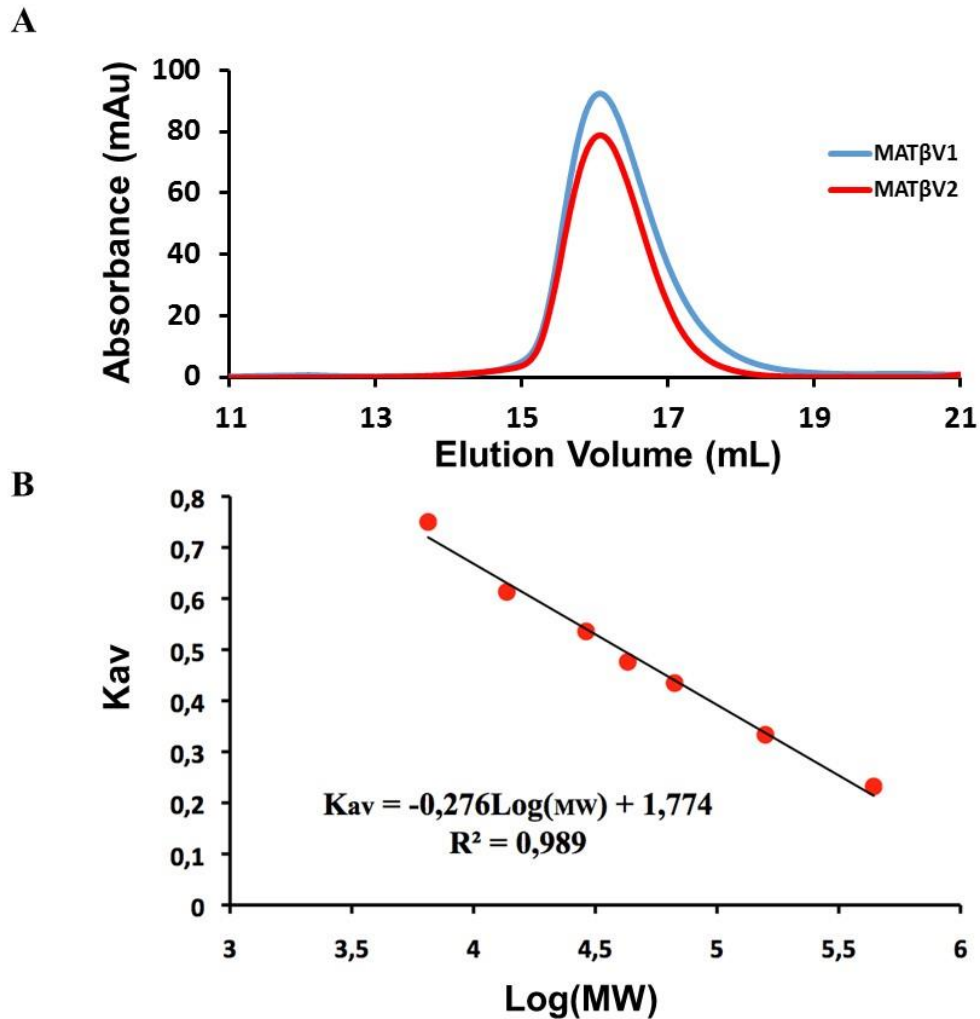 A
Absorbance (mAu)
100
80
60
40
20
0
MATβV1
MATβV2
11 13 15 17 19 21
Elution Volume (mL)
B
Kav
0,8
0,7
0,6
0,5
0,4
0,3
0,2
0,1
0
Kav = -0,276Log(MW) + 1,774
R² = 0,989
3 3,5 4 4,5 5 5,5 6
Log(MW)